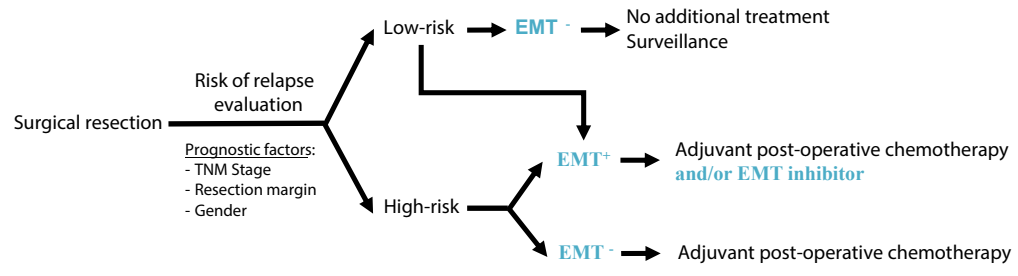 Low-risk
EMT -
No additional treatment
Surveillance
Risk of relapse
evaluation
Surgical resection
Prognostic factors:
- TNM Stage
- Resection margin
- Gender
EMT+
Adjuvant post-operative chemotherapy
and/or EMT inhibitor
High-risk
EMT -
Adjuvant post-operative chemotherapy